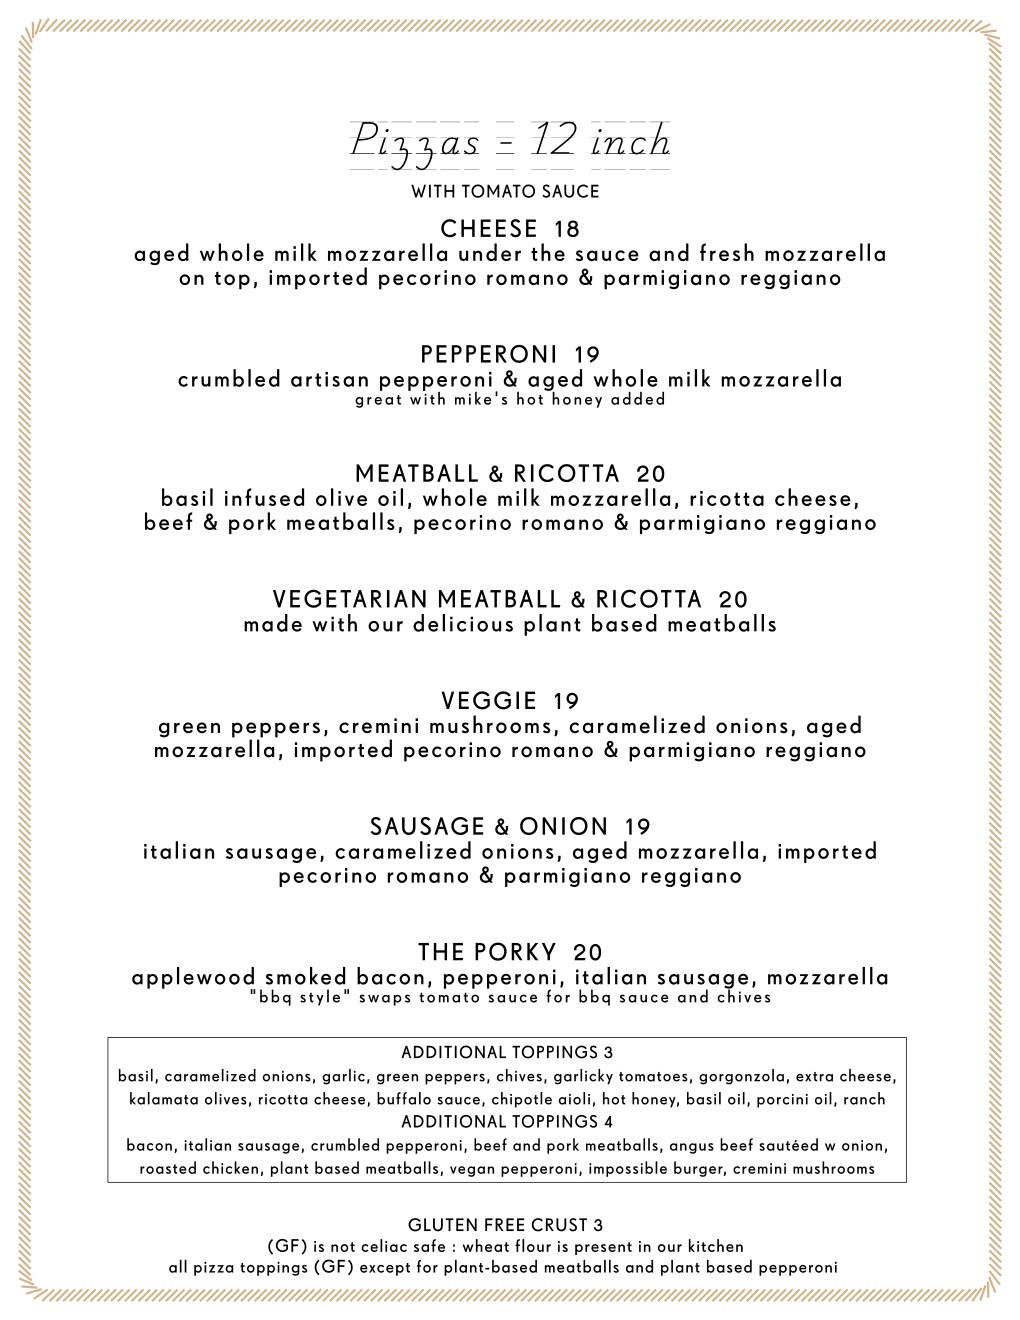 Pizzas - 12 inch
WITH TOMATO SAUCE
CHEESE 18
aged whole milk mozzarella under the sauce and fresh mozzarella
on top, imported pecorino romano & parmigiano reggiano
PEPPERONI 19
crumbled artisan pepperoni & aged whole milk mozzarella
great with mike's hot honey added
MEATBALL & RICOTTA 20
basil infused olive oil, whole milk mozzarella, ricotta cheese,
beef & pork meatballs, pecorino romano & parmigiano reggiano
VEGETARIAN MEATBALL & RICOTTA 20
made with our delicious plant based meatballs
VEGGIE 19
green peppers, cremini mushrooms, caramelized onions, aged
mozzarella, imported pecorino romano & parmigiano reggiano
SAUSAGE & ONION 19
italian sausage, caramelized onions, aged mozzarella, imported
pecorino romano & parmigiano reggiano
THE PORKY 20
applewood smoked bacon, pepperoni, italian sausage, mozzarella
"bbq style" swaps tomato sauce for bbq sauce and chives
ADDITIONAL TOPPINGS 3
basil, caramelized onions, garlic, green peppers, chives, garlicky tomatoes, gorgonzola, extra cheese,
kalamata olives, ricotta cheese, buffalo sauce, chipotle aioli, hot honey, basil oil, porcini oil, ranch
ADDITIONAL TOPPINGS 4
bacon, italian sausage, crumbled pepperoni, beef and pork meatballs, angus beef sautéed w onion,
roasted chicken, plant based meatballs, vegan pepperoni, impossible burger, cremini mushrooms
GLUTEN FREE CRUST 3
(GF) is not celiac safe : wheat flour is present in our kitchen
all pizza toppings (GF) except for plant-based meatballs and plant based pepperoni